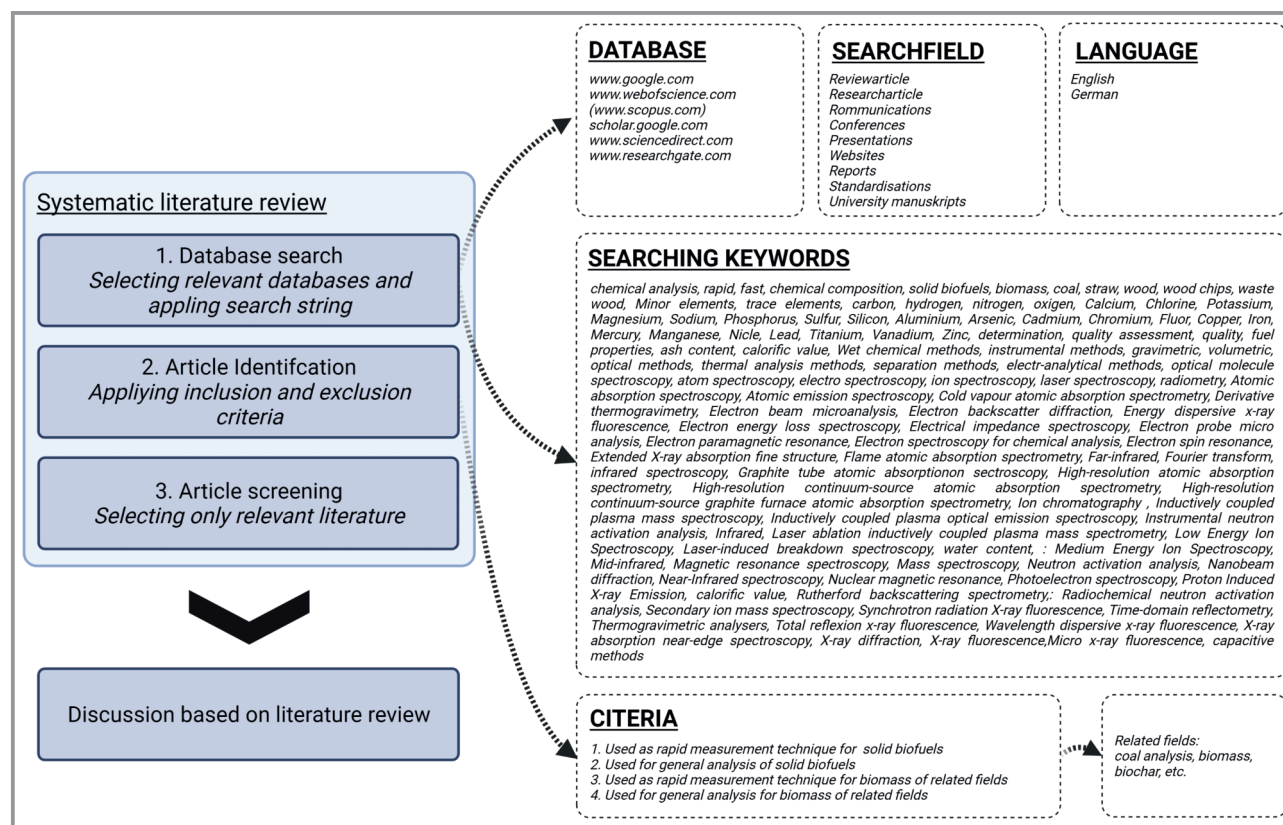 Systematic literature review
1. Database search
Selecting relevant databases and
appling search string
2. Article Identifcation
Applying inclusion and exclusion
criteria
3. Article screening
Selecting only relevant literature
Discussion based on literature review
DATABASE
www.google.com
www.webofscience.com
(www.scopus.com)
scholar.google.com
www.sciencedirect.com
www.researchgate.com
SEARCHFIELD
Reviewarticle
Researcharticle
Rommunications
Conferences
Presentations
Websites
Reports
Standardisations
University manuskripts
LANGUAGE
English
German
SEARCHING KEYWORDS
chemical analysis, rapid, fast, chemical composition, solid biofuels, biomass, coal, straw, wood, wood chips, waste
wood, Minor elements, trace elements, carbon, hydrogen, nitrogen, oxigen, Calcium, Chlorine, Potassium,
Magnesium, Sodium, Phosphorus, Sulfur, Silicon, Aluminium, Arsenic, Cadmium, Chromium, Fluor, Copper, Iron,
Mercury, Manganese, Nicle, Lead, Titanium, Vanadium, Zinc, determination, quality assessment, quality, fuel
properties, ash content, calorific value, Wet chemical methods, instrumental methods, gravimetric, volumetric,
optical methods, thermal analysis methods, separation methods, electr-analytical methods, optical molecule
spectroscopy, atom spectroscopy, electro spectroscopy, ion spectroscopy, laser spectroscopy, radiometry, Atomic
absorption spectroscopy, Atomic emission spectroscopy, Cold vapour atomic absorption spectrometry, Derivative
thermogravimetry, Electron beam microanalysis, Electron backscatter diffraction, Energy dispersive x-ray
fluorescence, Electron energy loss spectroscopy, Electrical impedance spectroscopy, Electron probe micro
analysis, Electron paramagnetic resonance, Electron spectroscopy for chemical analysis, Electron spin resonance,
Extended X-ray absorption fine structure, Flame atomic absorption spectrometry, Far-infrared, Fourier transform,
infrared spectroscopy, Graphite tube atomic absorptionon sectroscopy, High-resolution atomic absorption
spectrometry, High-resolution continuum-source atomic absorption spectrometry, High-resolution
continuum-source graphite furnace atomic absorption spectrometry, Ion chromatography , Inductively coupled
plasma mass spectroscopy, Inductively coupled plasma optical emission spectroscopy, Instrumental neutron
activation analysis, Infrared, Laser ablation inductively coupled plasma mass spectrometry, Low Energy Ion
Spectroscopy, Laser-induced breakdown spectroscopy, water content, : Medium Energy Ion Spectroscopy,
Mid-infrared, Magnetic resonance spectroscopy, Mass spectroscopy, Neutron activation analysis, Nanobeam
diffraction, Near-Infrared spectroscopy, Nuclear magnetic resonance, Photoelectron spectroscopy, Proton Induced
X-ray Emission, calorific value, Rutherford backscattering spectrometry,: Radiochemical neutron activation
analysis, Secondary ion mass spectroscopy, Synchrotron radiation X-ray fluorescence, Time-domain reflectometry,
Thermogravimetric analysers, Total reflexion x-ray fluorescence, Wavelength dispersive x-ray fluorescence, X-ray
absorption near-edge spectroscopy, X-ray diffraction, X-ray fluorescence,Micro x-ray fluorescence, capacitive
methods
CITERIA
1. Used as rapid measurement technique for solid biofuels
2. Used for general analysis of solid biofuels
3. Used as rapid measurement technique for biomass of related fields
4. Used for general analysis for biomass of related fields
Related fields:
coal analysis, biomass,
biochar, etc.